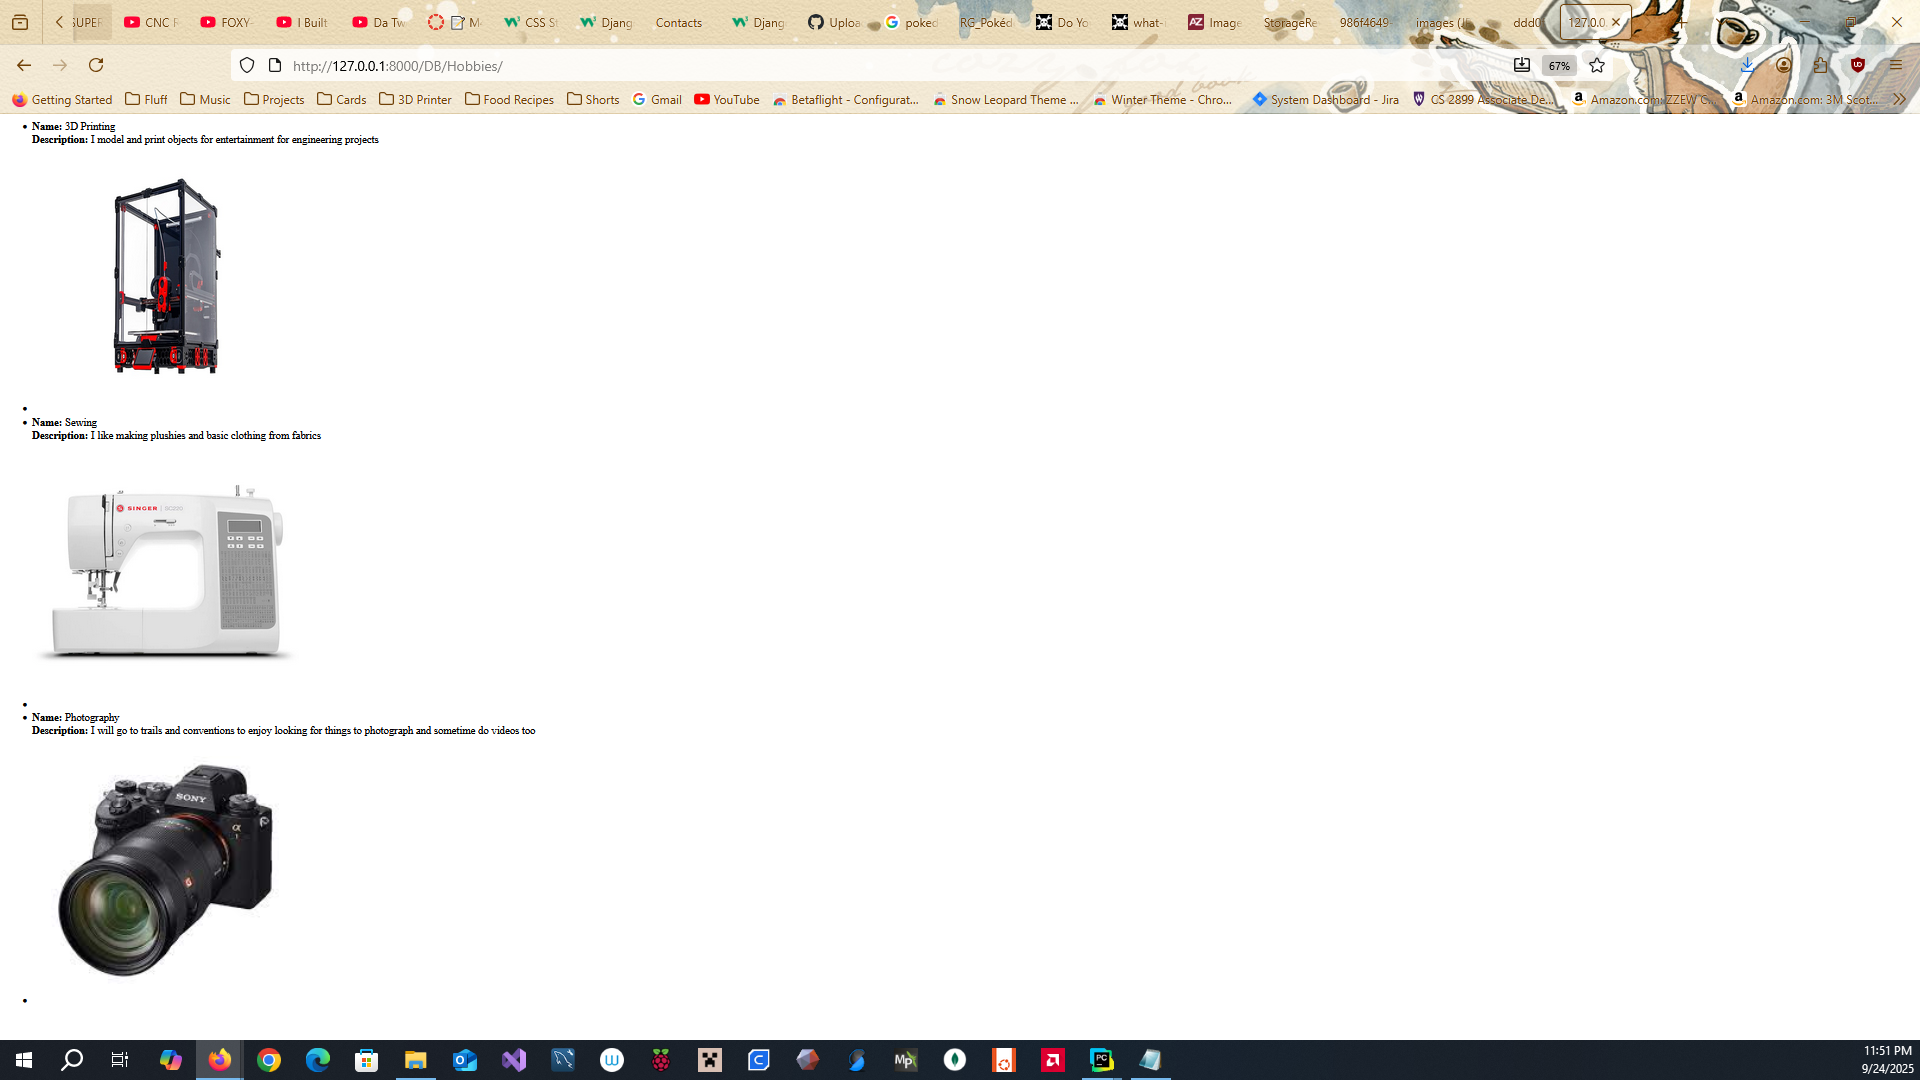 SUPER
CNC F
FOXY-
I Built
Da Tw
M
CSS St
Djang
Contacts
Djang
Uploa
poked
RG_Pokéd
Do Yo
what-i
Image
StorageRe
986f4649
images (J
ddd0
127.0.0.
http://127.0.0.1:8000/DB/Hobbies/
67%
Getting Started
Fluff
Music
Projects
Cards
3D Printer
Food Recipes
Shorts
Gmail
YouTube
Betaflight - Configurat...
Snow Leopard Theme ...
Winter Theme - Chro...
System Dashboard - Jira
CS 2899 Associate De...
Amazon.com: ZZEW C...
Amazon.com: 3M Scot...
Name: 3D Printing
Description: I model and print objects for entertainment for engineering projects
Name: Sewing
Description: I like making plushies and basic clothing from fabrics
SINGER
Name: Photography
Description: I will go to trails and conventions to enjoy looking for things to photograph and sometime do videos too
SONY
α
1
11:51 PM
9/24/2025